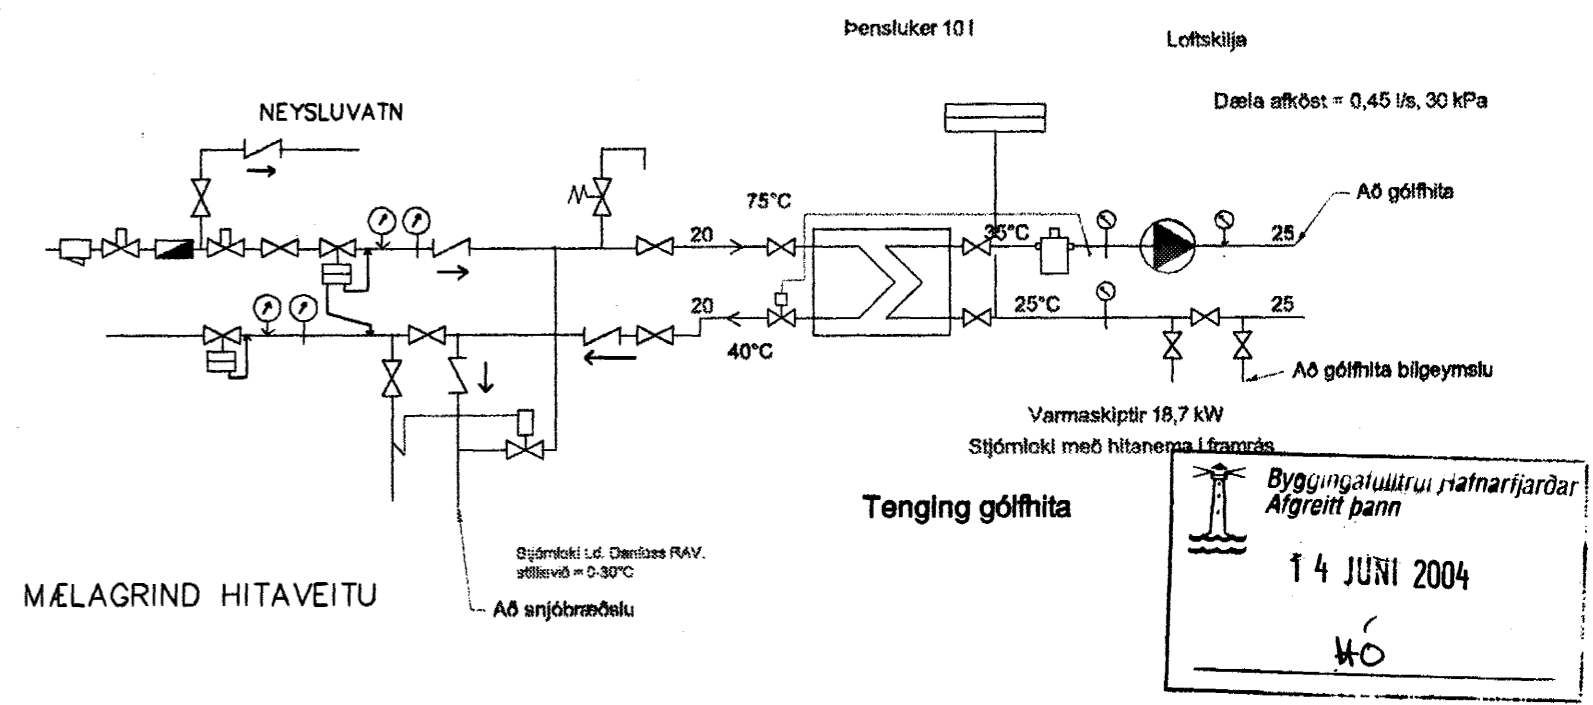 Þensluker 10 l
Loftskilja
Dæla afköst = 0,45 l/s, 30 kPa
NEYSLUVATN
Að gólfhita
75°C
20
35°C
25
20
25°C
25
40°C
Að gólfhita bílgeymslu
Varmaskiptir 18,7 kW
Stjórnloki með hitanema í framrás
Tenging gólfhita
Byggingafulltrúi Hafnarfjarðar
Afgreitt þann
14 JUNI 2004
HÓ
Stjórnloki t.d. Danfoss RAV.
stillisvið = 0-30°C
Að snjóbræðslu
MÆLAGRIND HITAVEITU